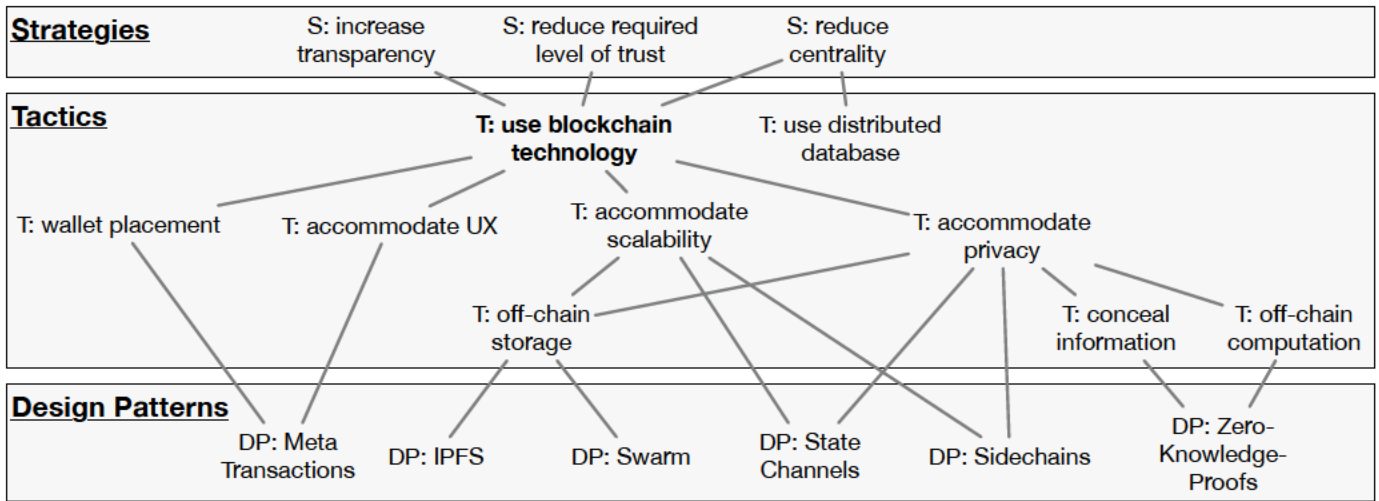 Strategies
S: increase
transparency
S: reduce required
level of trust
S: reduce
centrality
Tactics
T: use blockchain
technology
T: use distributed
database
T: wallet placement
T: accommodate UX
T: accommodate
scalability
T: accommodate
privacy
T: off-chain
storage
T: conceal
information
T: off-chain
computation
Design Patterns
DP: Meta
Transactions
DP: IPFS
DP: Swarm
DP: State
Channels
DP: Sidechains
DP: Zero-
Knowledge-
Proofs